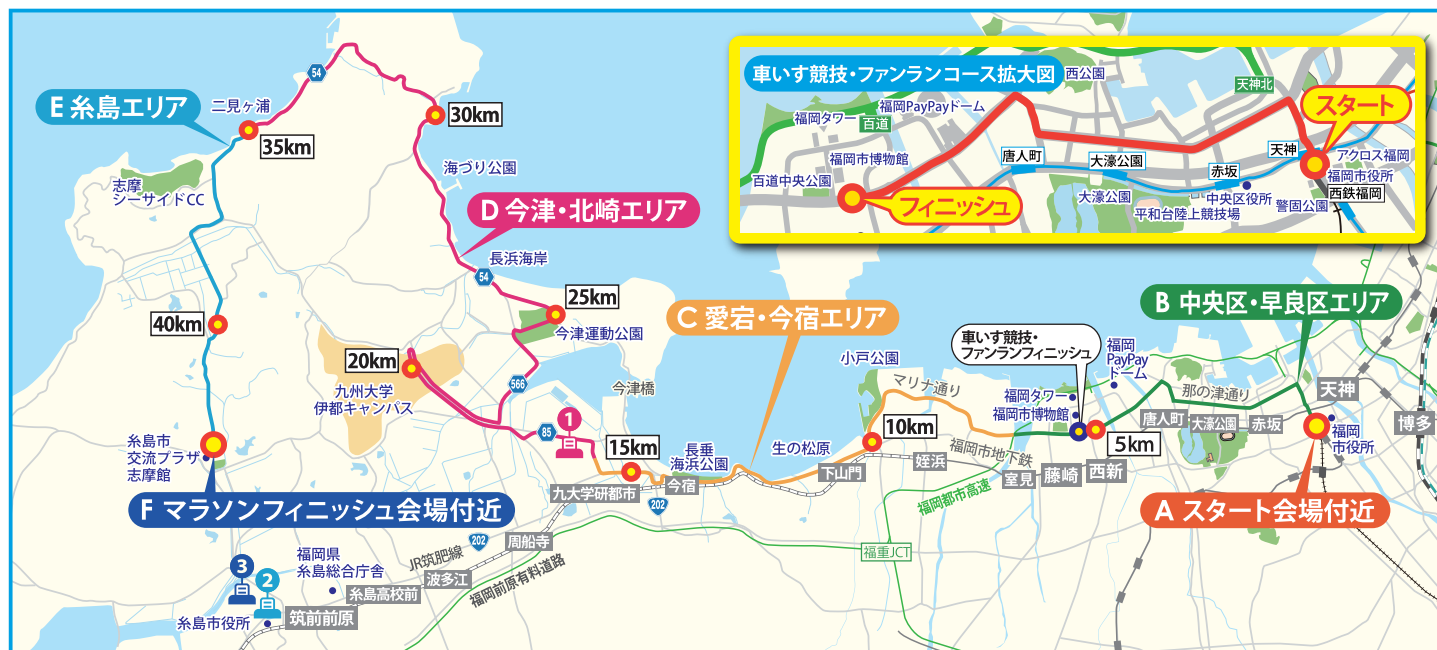 車いす競技・ファンランコース拡大図
西公園
天神北
スタート
福岡PayPayドーム
福岡タワー
百道
福岡市博物館
唐人町
大濠公園
天神
アクロス福岡
福岡市役所
百道中央公園
赤坂
西鉄福岡
フィニッシュ
大濠公園
中央区役所
平和台陸上競技場
警固公園
54
E 糸島エリア
二見ヶ浦
30km
35km
海づり公園
志摩
シーサイドCC
D 今津・北崎エリア
長浜海岸
54
25km
40km
今津運動公園
C 愛宕・今宿エリア
B 中央区・早良区エリア
20km
九州大学
伊都キャンパス
566
今津橋
小戸公園
マリナ通り
車いす競技・
ファンランフィニッシュ
福岡
PayPay
ドーム
福岡タワー
福岡市博物館
那の津通り
天神
唐人町
大濠公園
赤坂
博多
福岡
市役所
1
85
15km
長垂
海浜公園
生の松原
10km
5km
糸島市
交流プラザ
志摩館
九大学研都市
今宿
下山門
姪浜
福岡市地下鉄
室見
藤崎
西新
202
福岡都市高速
F マラソンフィニッシュ会場付近
A スタート会場付近
202
周船寺
福重JCT
3
2
福岡県
糸島総合庁舎
JR筑肥線
波多江
糸島高校前
福岡前原有料道路
糸島市役所
筑前前原